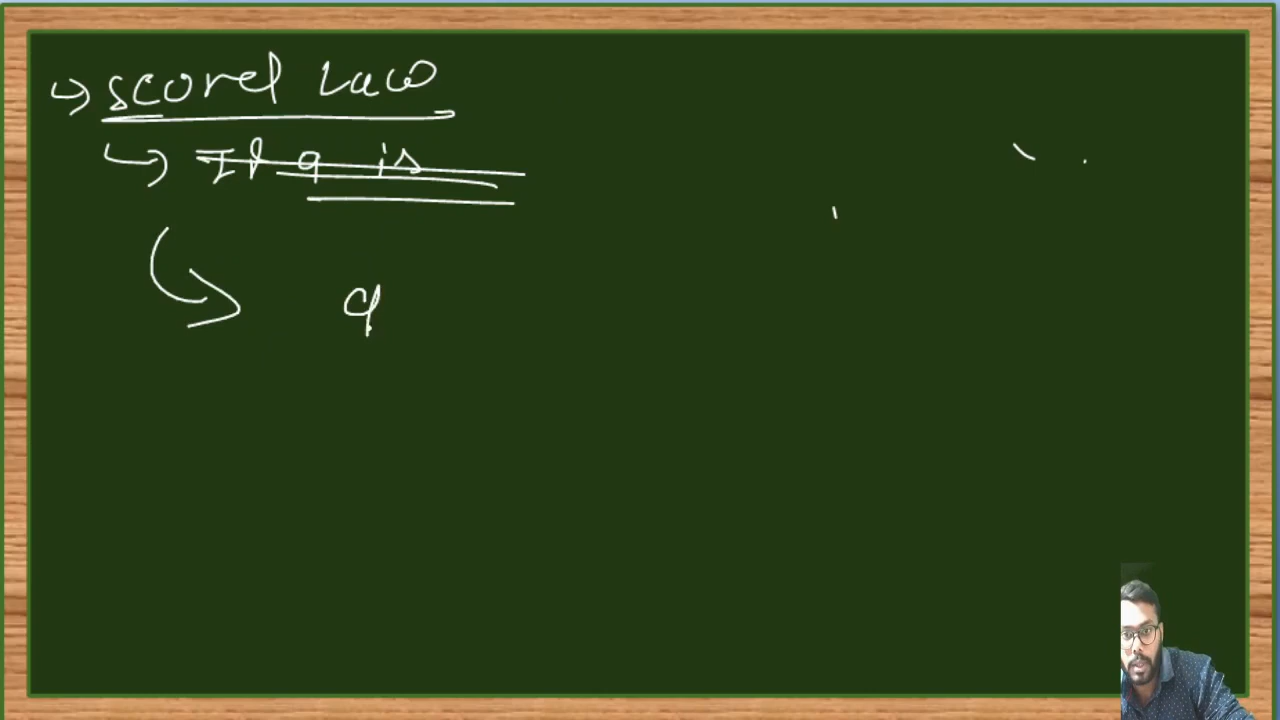 → scorel Law
→ If a is
a